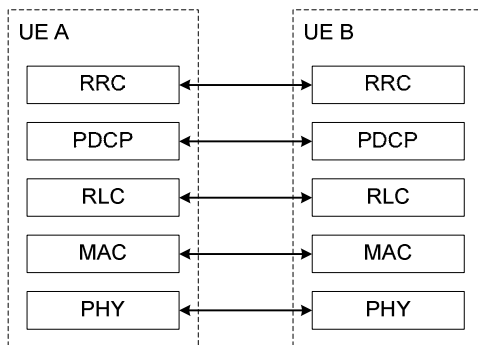 UE A UE B
RRC RRC
PDCP PDCP
RLC RLC
MAC MAC
PHY PHY